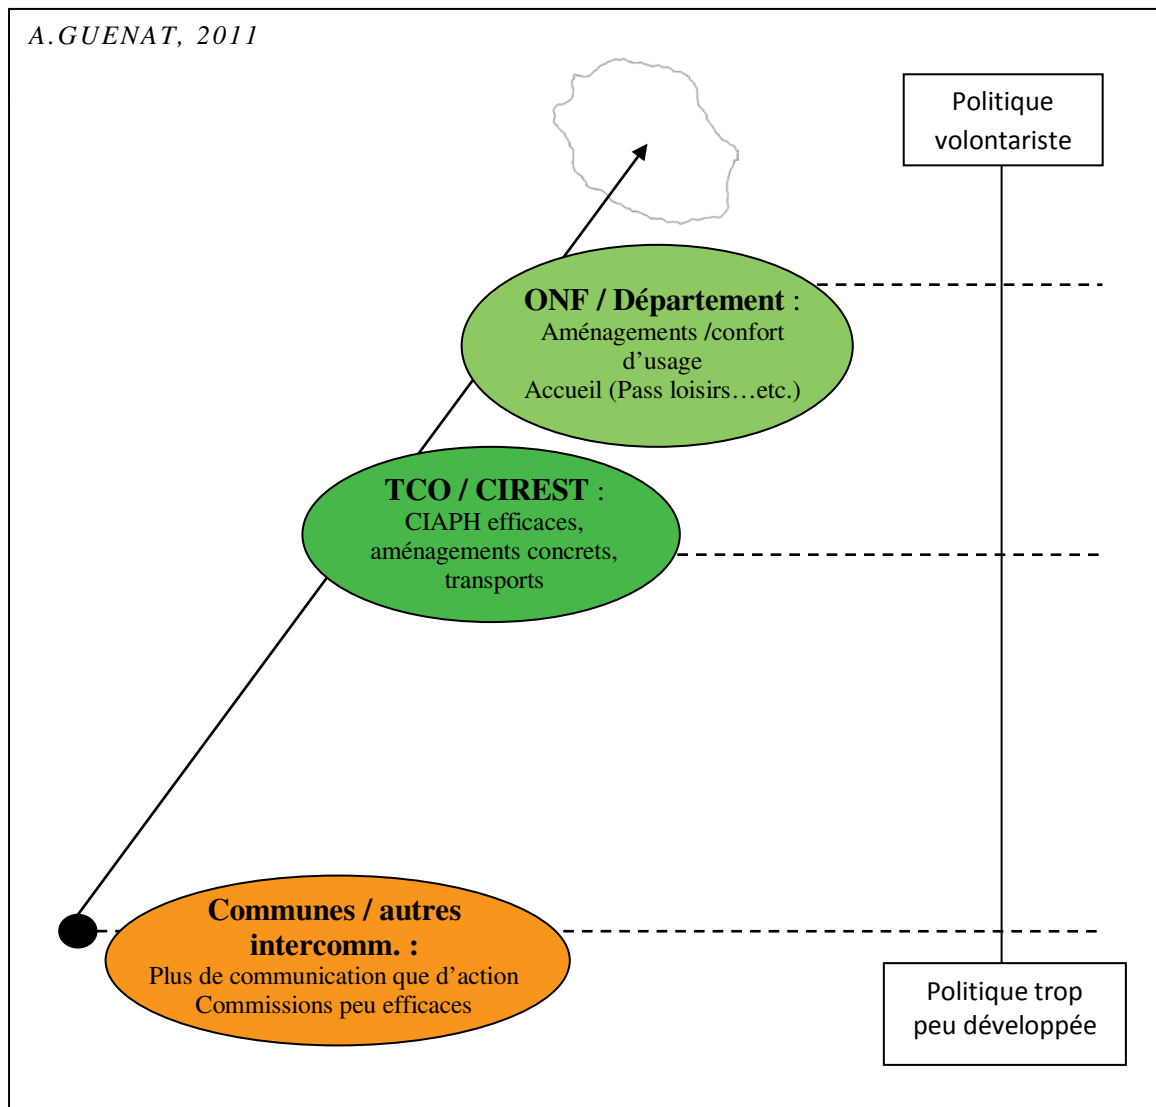 A.GUENAT, 2011
Politique
volontariste
ONF / Département :
Aménagements /confort
d’usage
Accueil (Pass loisirs…etc.)
TCO / CIREST :
CIAPH efficaces,
aménagements concrets,
transports
Communes / autres
intercomm. :
Plus de communication que d’action
Commissions peu efficaces
Politique trop
peu développée